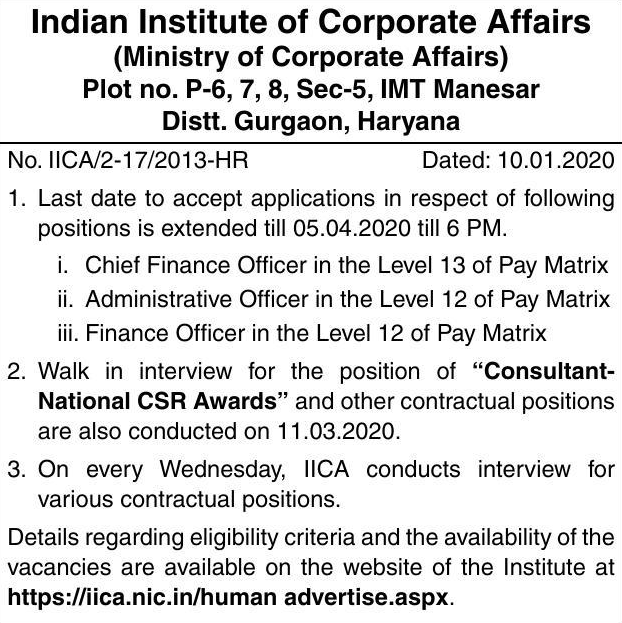 Indian Institute of Corporate Affairs
(Ministry of Corporate Affairs)
Plot no. P-6, 7, 8, Sec-5, IMT Manesar
Distt. Gurgaon, Haryana
No. IICA/2-17/2013-HR Dated: 10.01.2020
1. Last date to accept applications in respect of following
positions is extended till 05.04.2020 till 6 PM.
i. Chief Finance Officer in the Level 13 of Pay Matrix
ii. Administrative Officer in the Level 12 of Pay Matrix
iii. Finance Officer in the Level 12 of Pay Matrix
2. Walk in interview for the position of “Consultant-
National CSR Awards” and other contractual positions
are also conducted on 11.03.2020.
3. On every Wednesday, IICA conducts interview for
various contractual positions.
Details regarding eligibility criteria and the availability of the
vacancies are available on the website of the Institute at
https://iica.nic.in/human advertise.aspx.